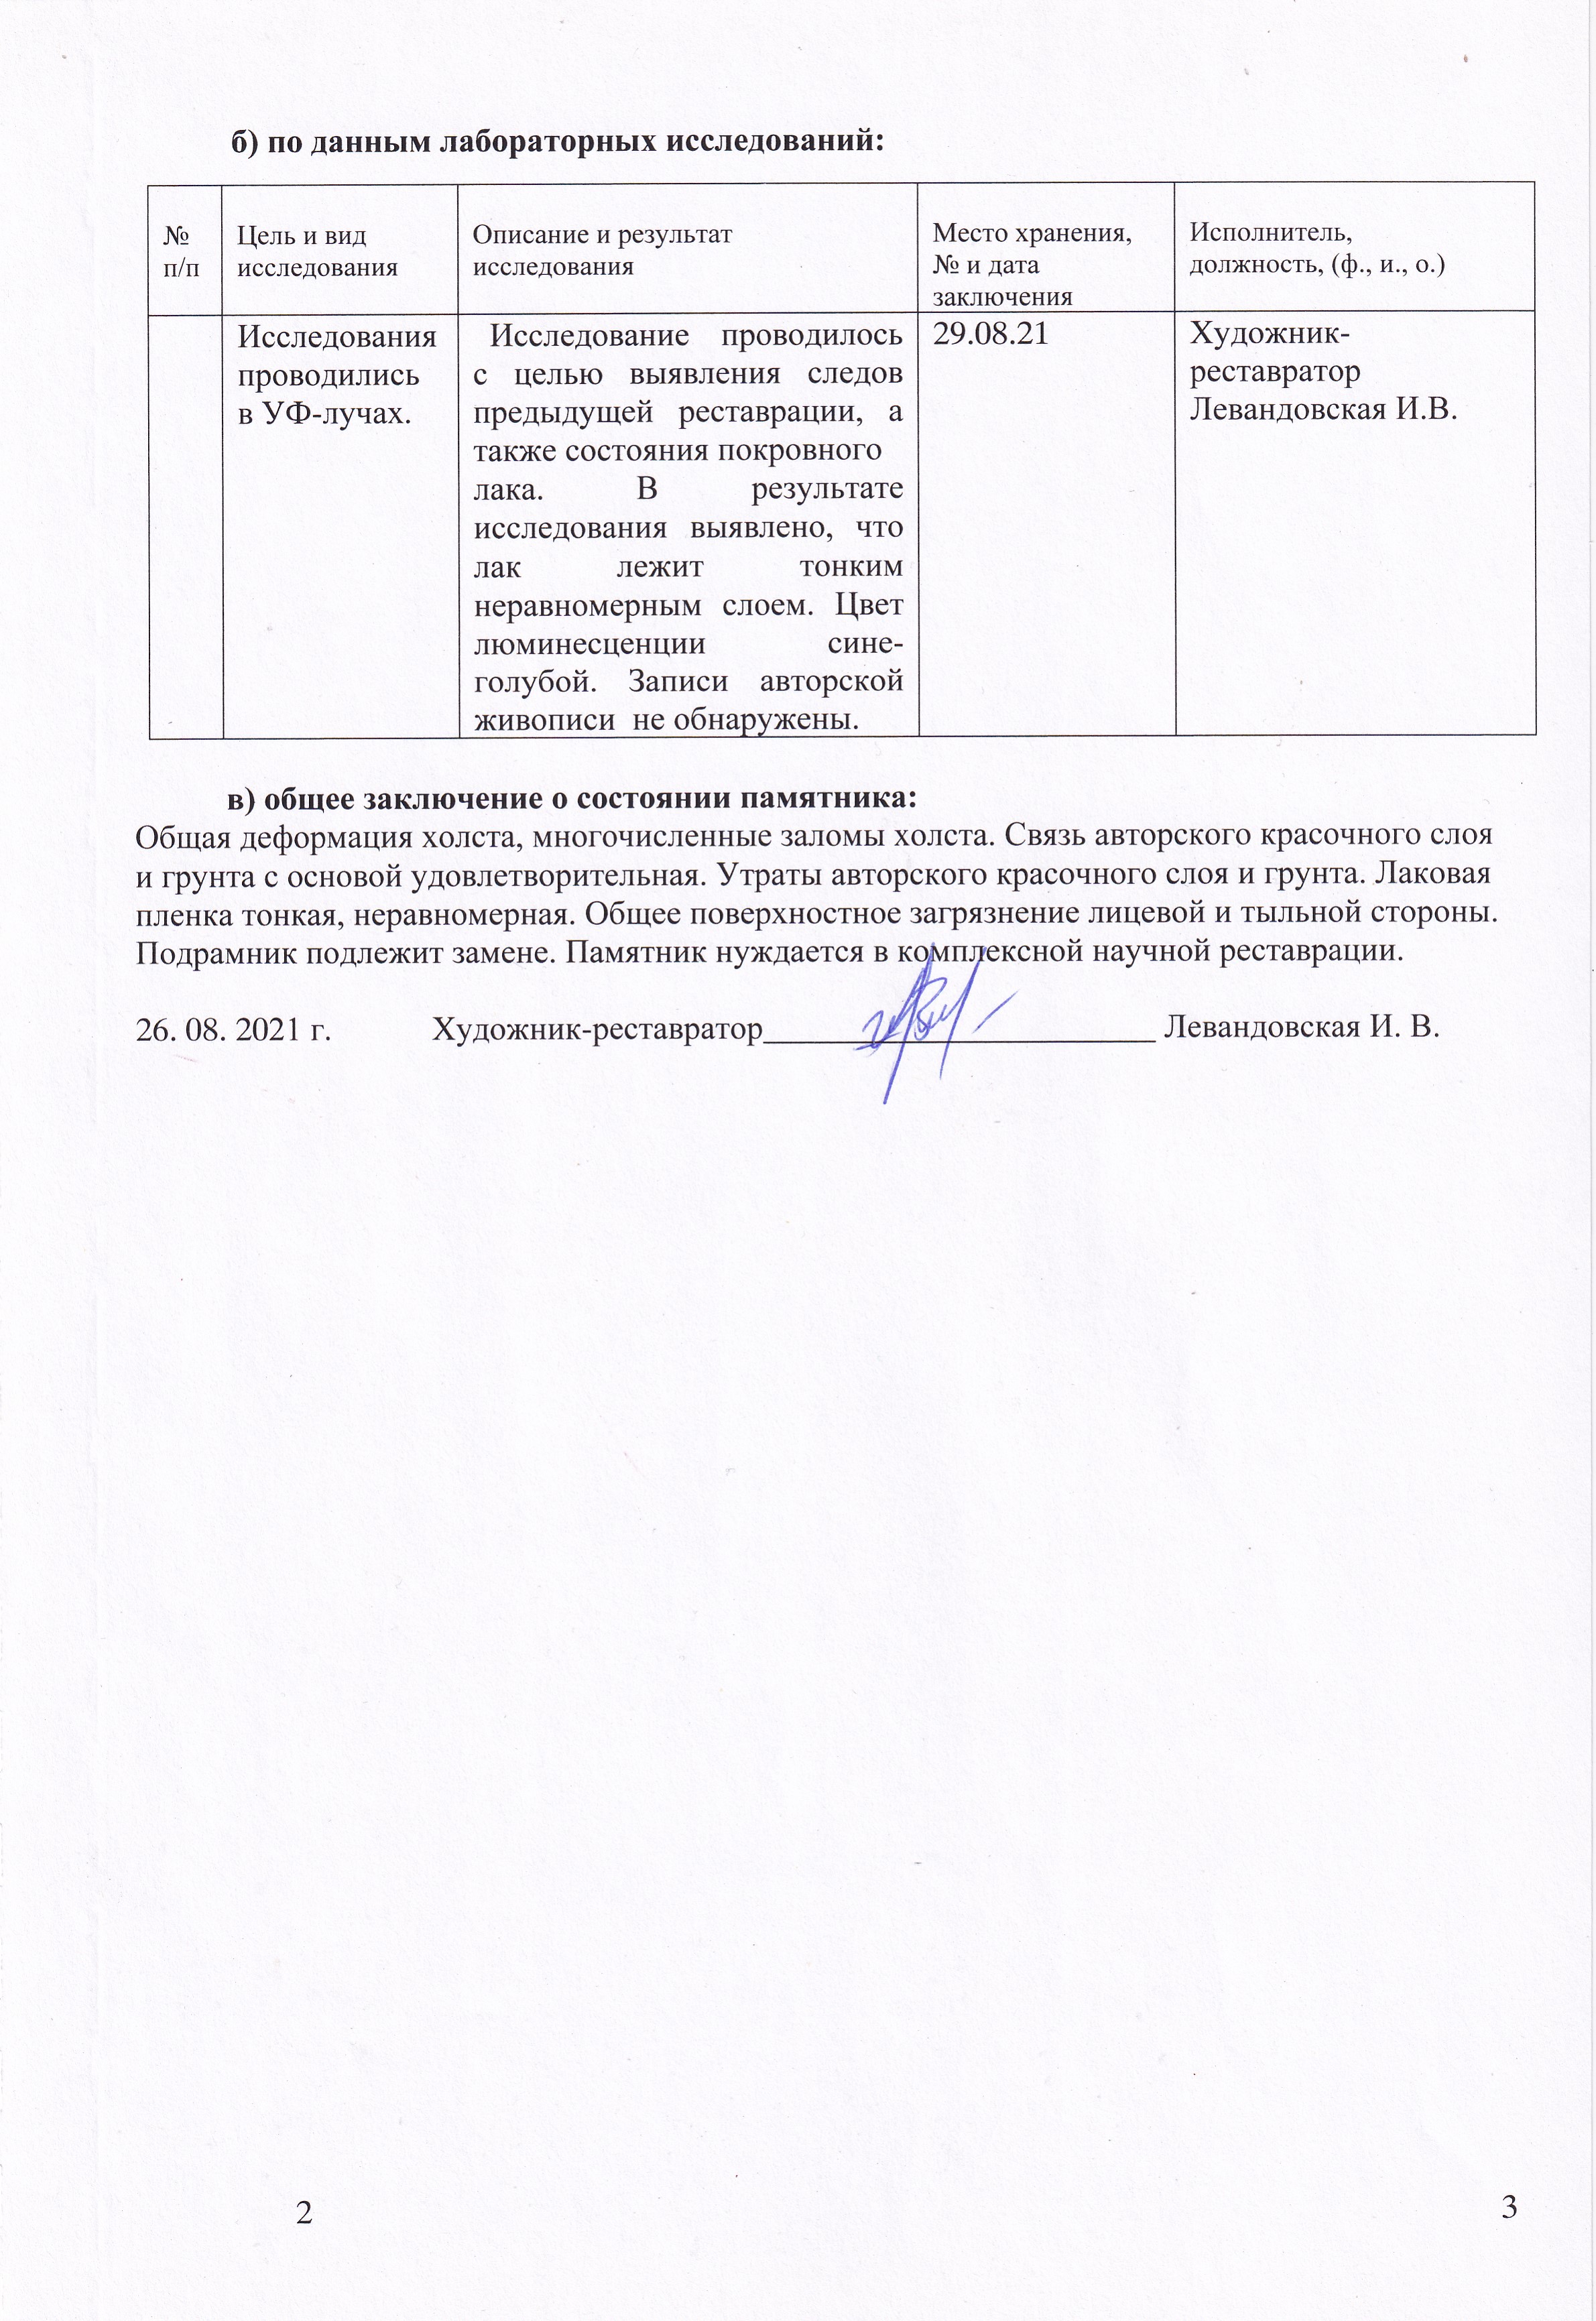 б) по данным лабораторных исследований:
№
п/п
Цель и вид
исследования
Описание и результат
исследования
Место хранения,
№ и дата
заключения
Исполнитель,
должность, (ф., и., о.)
Исследования
проводились
в УФ-лучах.
Исследование проводилось
с целью выявления следов
предыдущей реставрации, а
также состояния покровного
лака. В результате
исследования выявлено, что
лак лежит тонким
неравномерным слоем. Цвет
люминесценции сине-
голубой. Записи авторской
живописи не обнаружены.
29.08.21
Художник-
реставратор
Левандовская И.В.
в) общее заключение о состоянии памятника:
Общая деформация холста, многочисленные заломы холста. Связь авторского красочного слоя
и грунта с основой удовлетворительная. Утраты авторского красочного слоя и грунта. Лаковая
пленка тонкая, неравномерная. Общее поверхностное загрязнение лицевой и тыльной стороны.
Подрамник подлежит замене. Памятник нуждается в комплексной научной реставрации.
26. 08. 2021 г. Художник-реставратор________________________ Левандовская И. В.
2 3